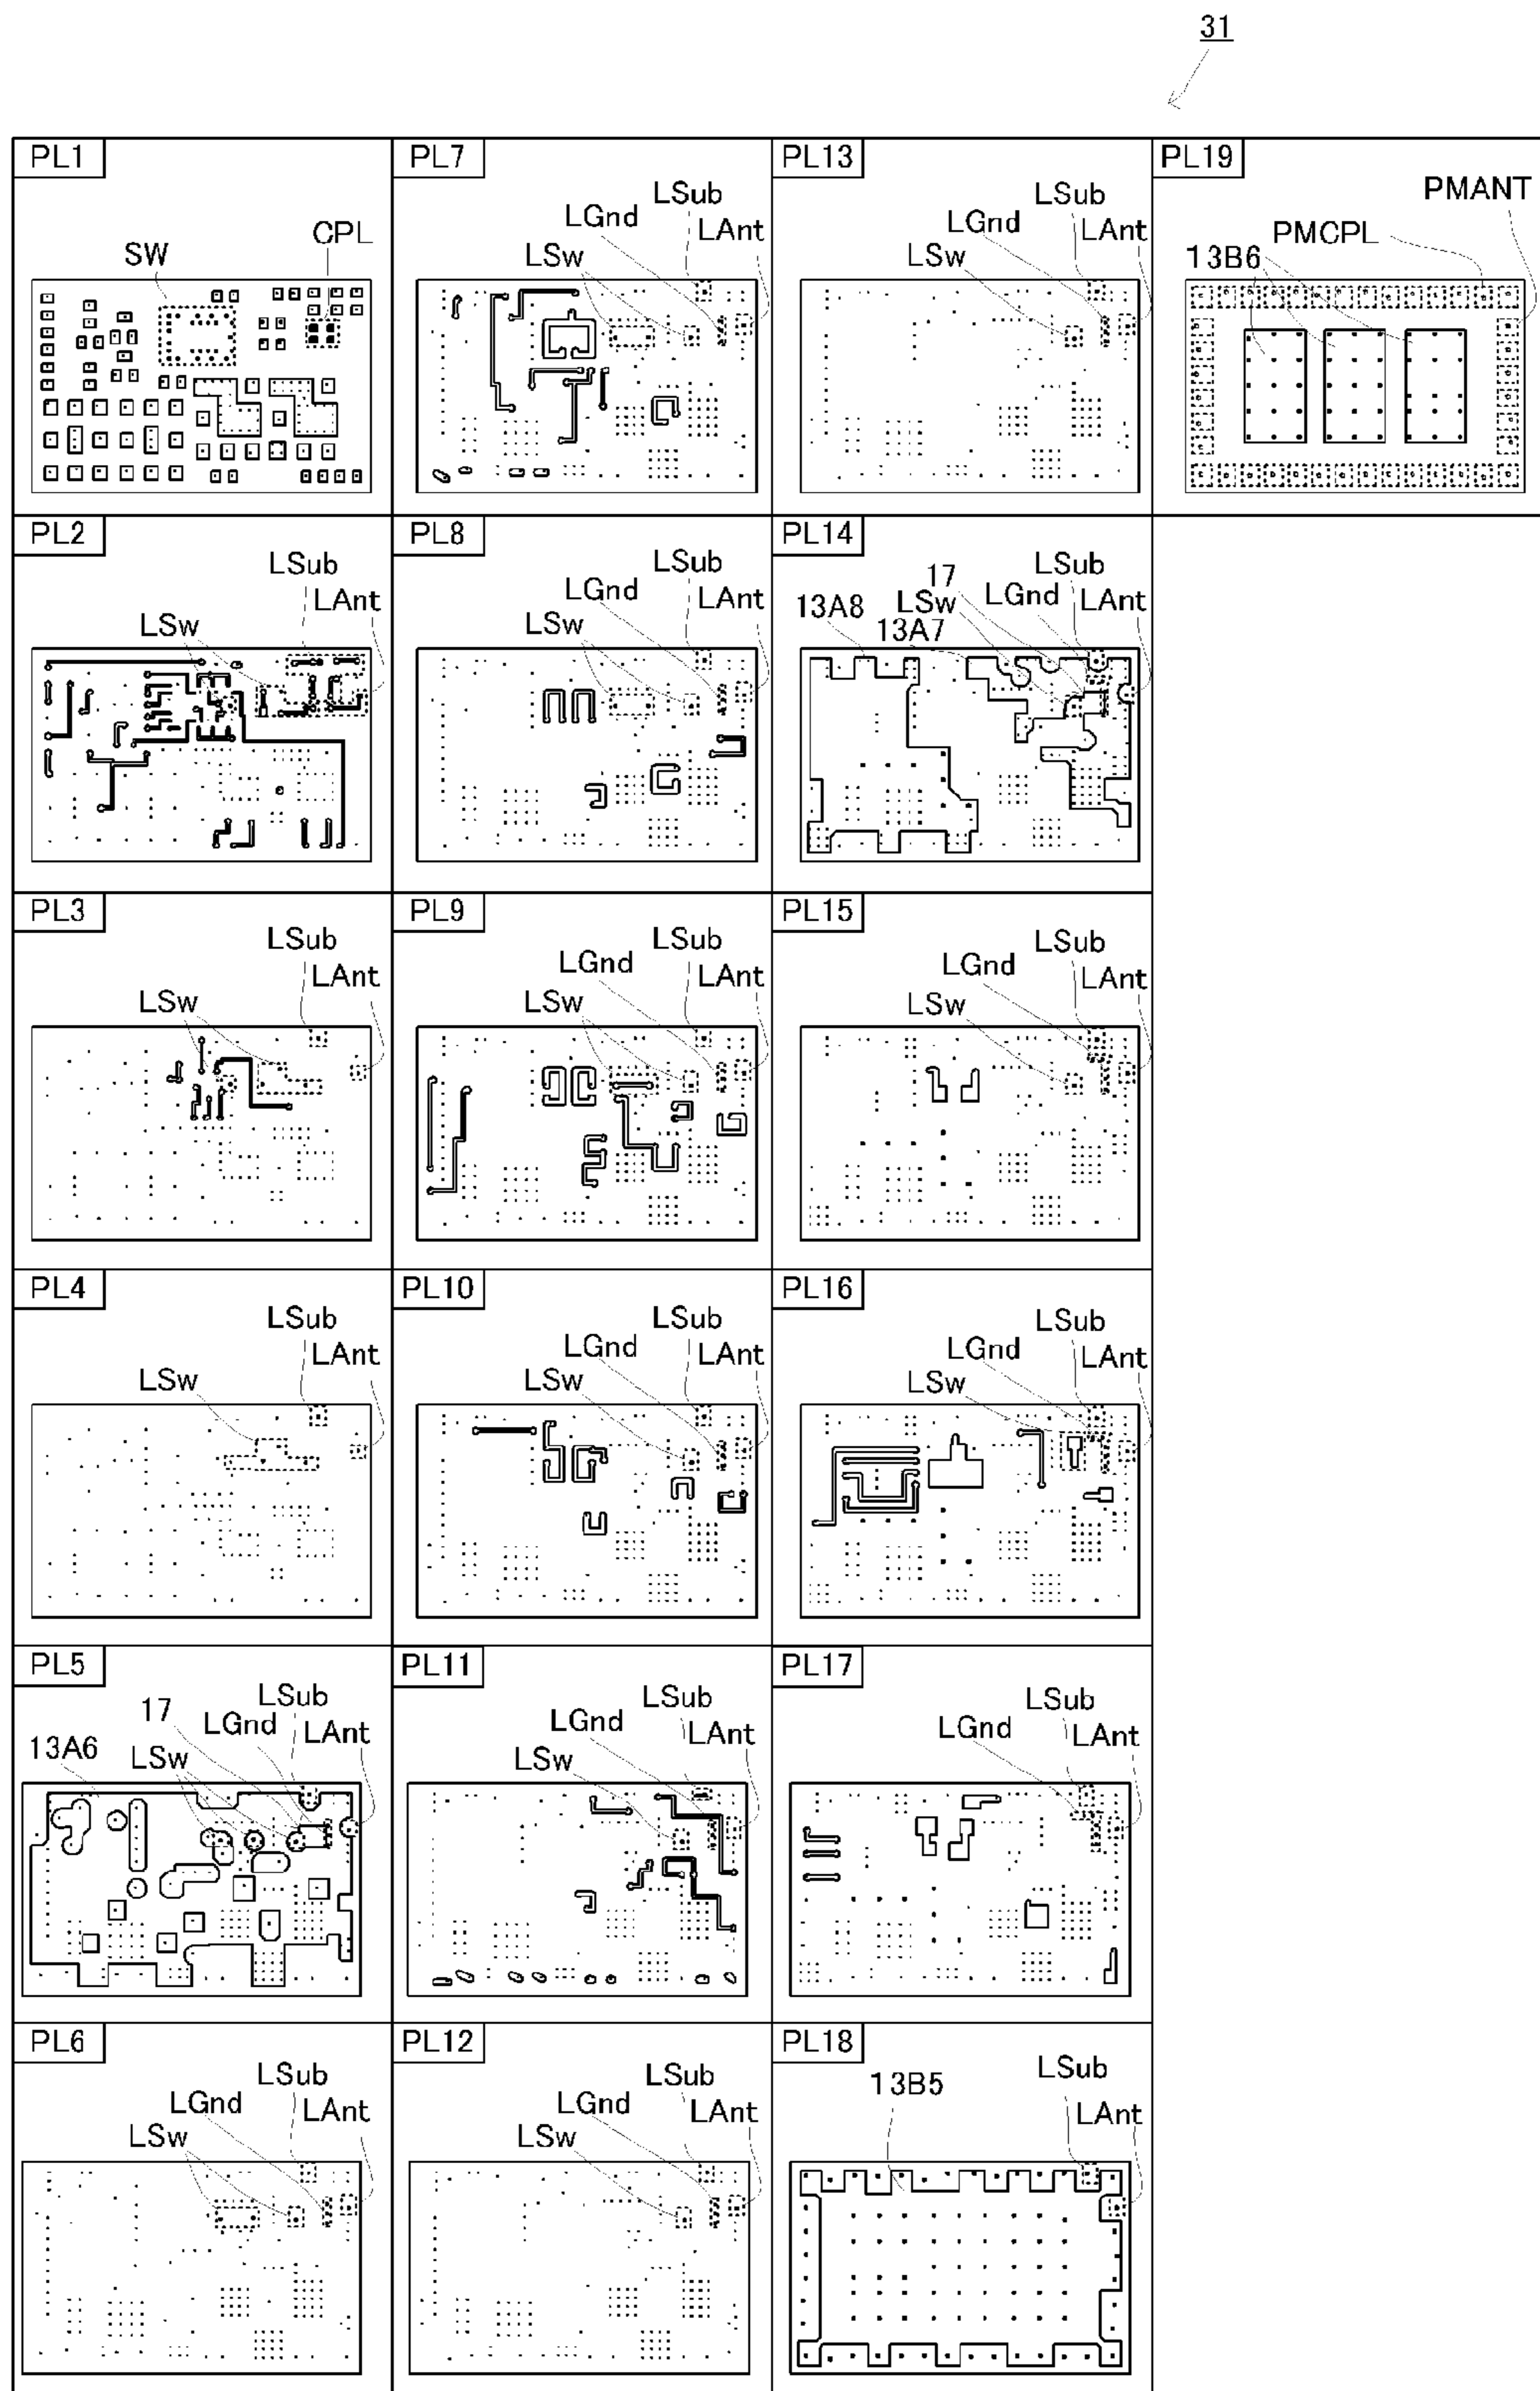 31
PL1
SW
CPL
PL7
LSub
LGnd
LAnt
LSw
PL13
LSub
LGnd
LAnt
LSw
PL19
PMANT
PMCPL
13B6
PL2
LSub
LAnt
LSw
PL8
LSub
LGnd
LAnt
LSw
PL14
LSub
17
LGnd
LAnt
13A8
LSw
13A7
PL3
LSub
LAnt
LSw
PL9
LSub
LGnd
LAnt
LSw
PL15
LSub
LGnd
LAnt
LSw
PL4
LSub
LAnt
LSw
PL10
LSub
LGnd
LAnt
LSw
PL16
LSub
LGnd
LAnt
LSw
PL5
LSub
17
LGnd
LAnt
13A6
LSw
PL11
LSub
LGnd
LAnt
LSw
PL17
LSub
LGnd
LAnt
PL6
LSub
LGnd
LAnt
LSw
PL12
LSub
LGnd
LAnt
LSw
PL18
LSub
13B5
LAnt